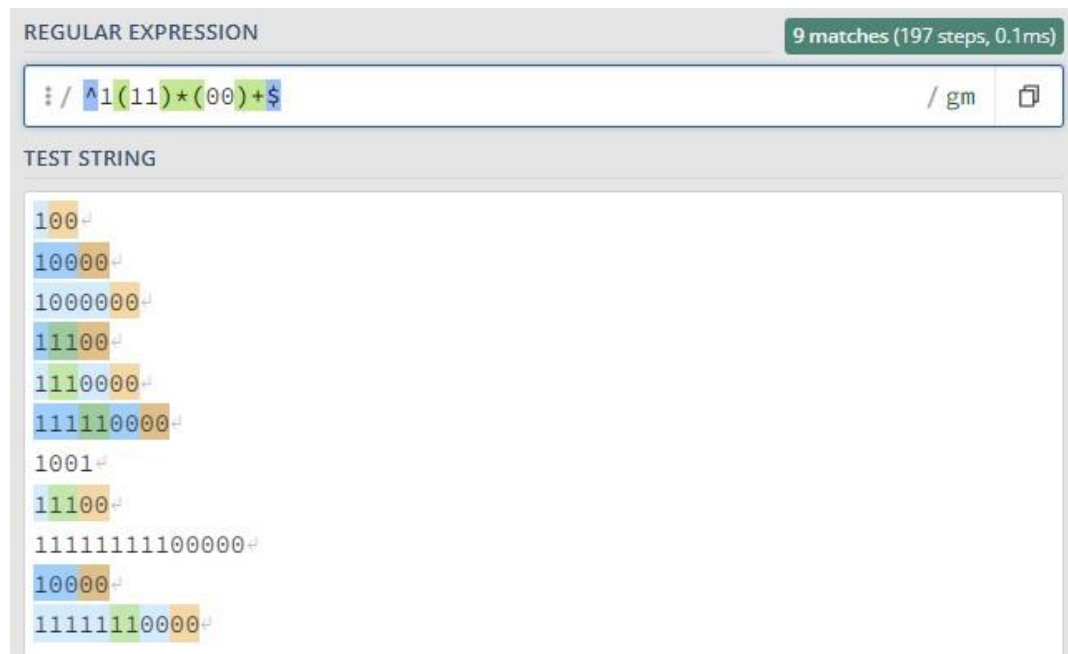 REGULAR EXPRESSION
9 matches (197 steps, 0.1ms)
/ ^1(11)*(00)+$ / gm
TEST STRING
100
10000
1000000
11100
1110000
111110000
1001
11100
11111111100000
10000
11111110000